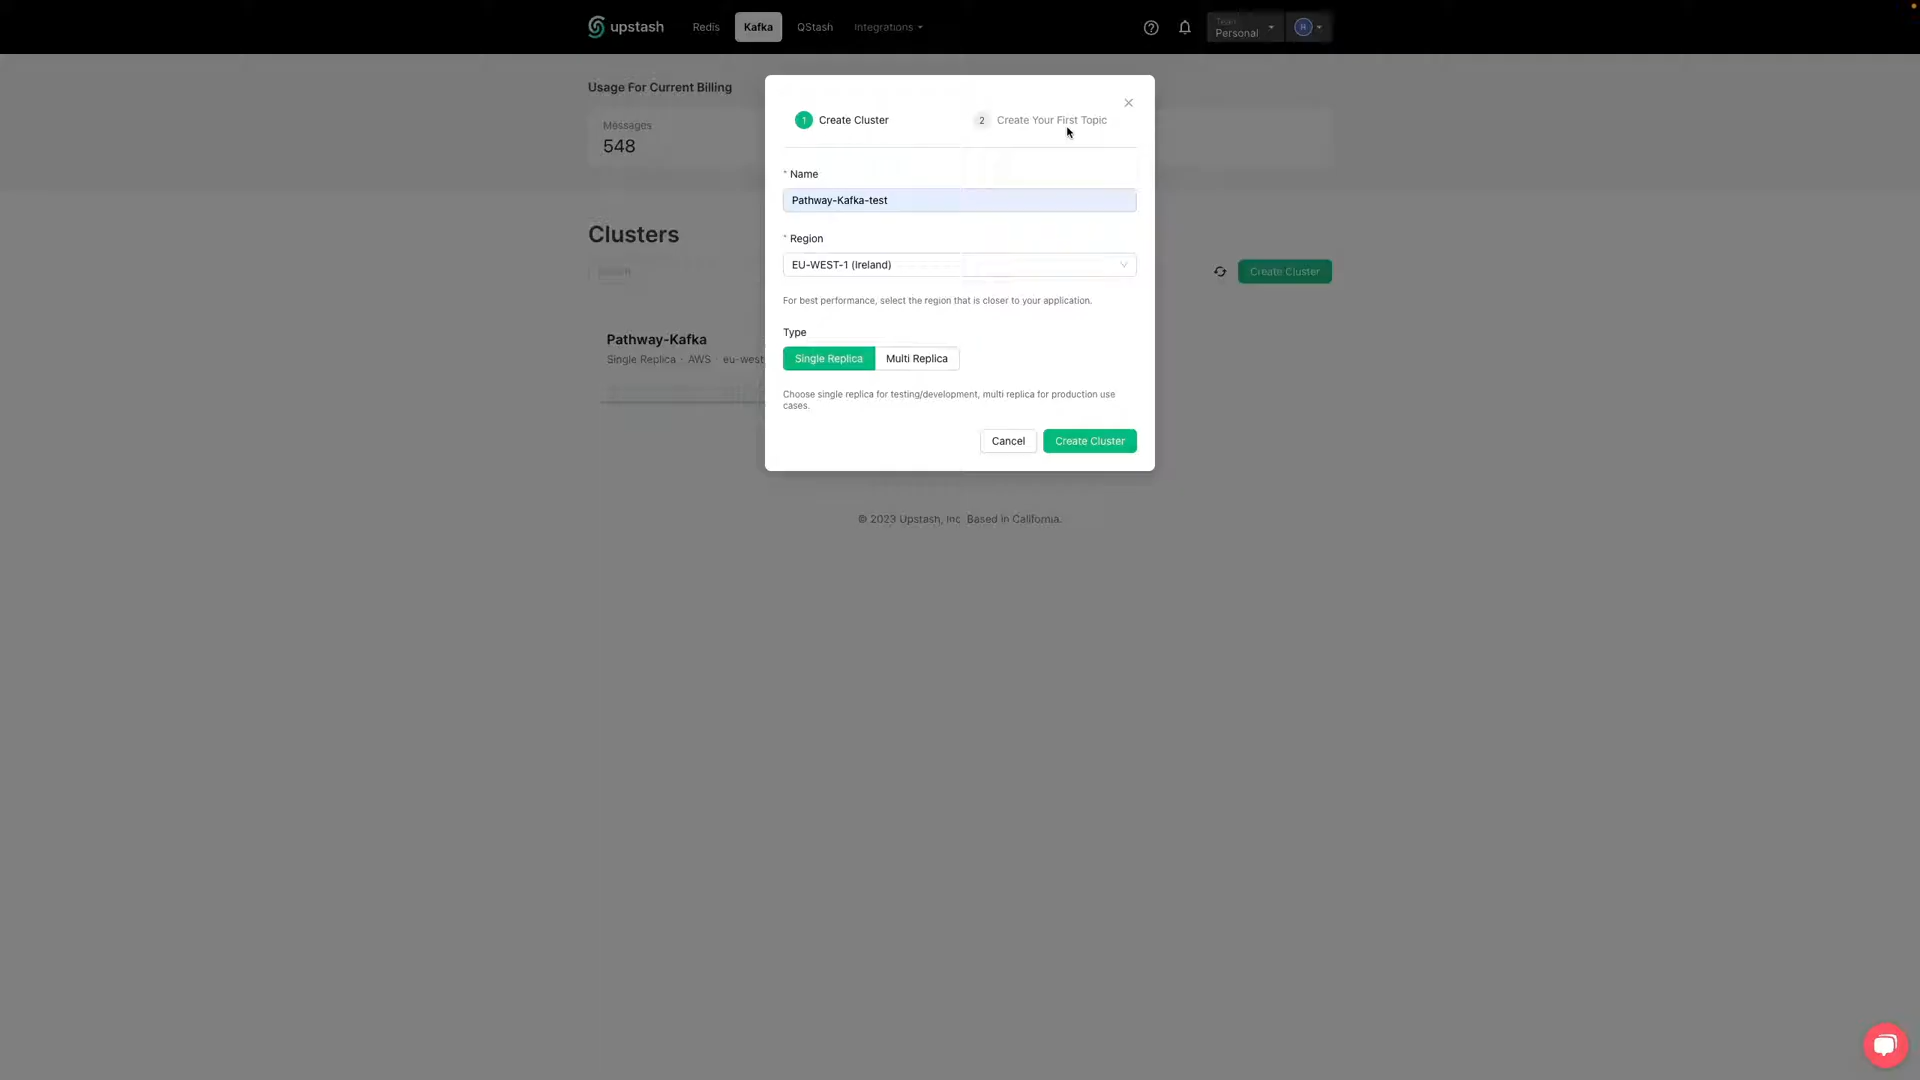 upstash
Redis
Kafka
QStash
Integrations
Team
Personal
H
Usage For Current Billing
Messages
548
Clusters
Create Cluster
Pathway-Kafka
Single Replica · AWS · eu-west
1 Create Cluster
2 Create Your First Topic
* Name
Pathway-Kafka-test
* Region
EU-WEST-1 (Ireland)
For best performance, select the region that is closer to your application.
Type
Single Replica
Multi Replica
Choose single replica for testing/development, multi replica for production use
cases.
Cancel
Create Cluster
© 2023 Upstash, Inc Based in California.